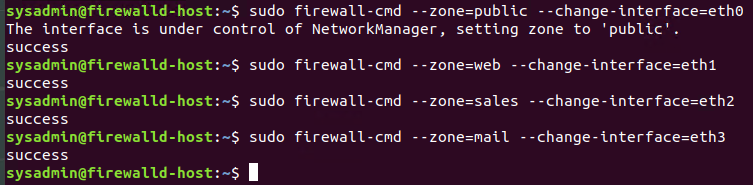 sysadmin@firewalld-host:~$ sudo firewall-cmd --zone=public --change-interface=eth0
The interface is under control of NetworkManager, setting zone to 'public'.
success
sysadmin@firewalld-host:~$ sudo firewall-cmd --zone=web --change-interface=eth1
success
sysadmin@firewalld-host:~$ sudo firewall-cmd --zone=sales --change-interface=eth2
success
sysadmin@firewalld-host:~$ sudo firewall-cmd --zone=mail --change-interface=eth3
success
sysadmin@firewalld-host:~$